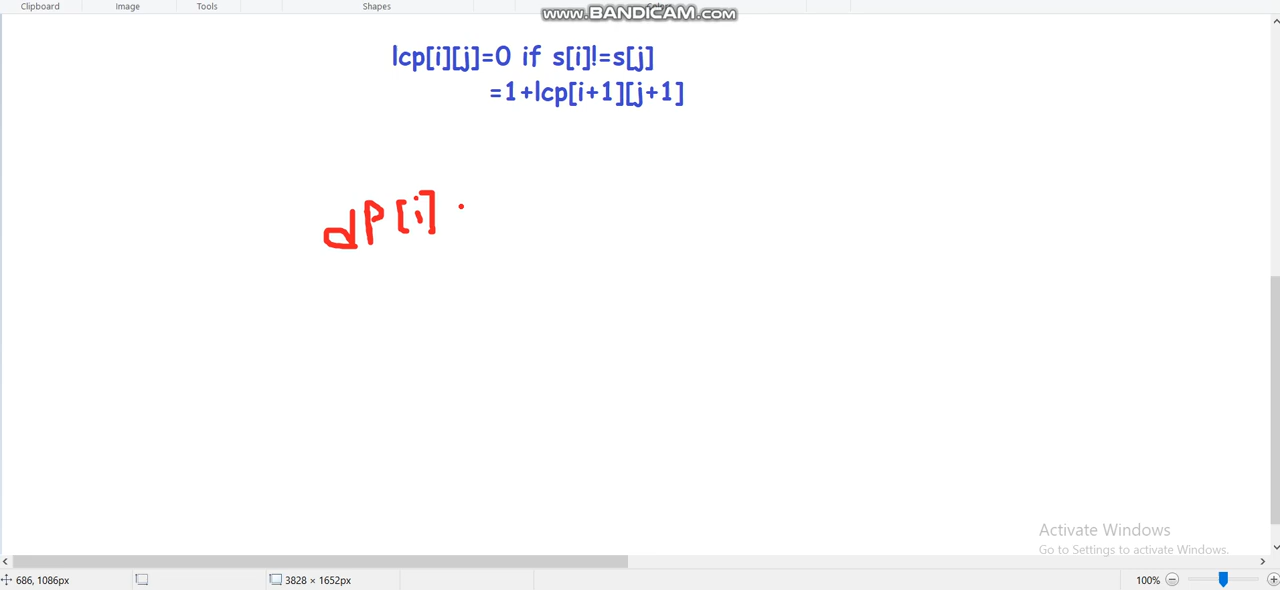 Clipboard Image Tools Shapes Colors
www.BANDICAM.com
lcp[i][j]=0 if s[i]!=s[j]
=1+lcp[i+1][j+1]
dP[i]
Activate Windows
Go to Settings to activate Windows.
686, 1086px 3828 × 1652px 100%